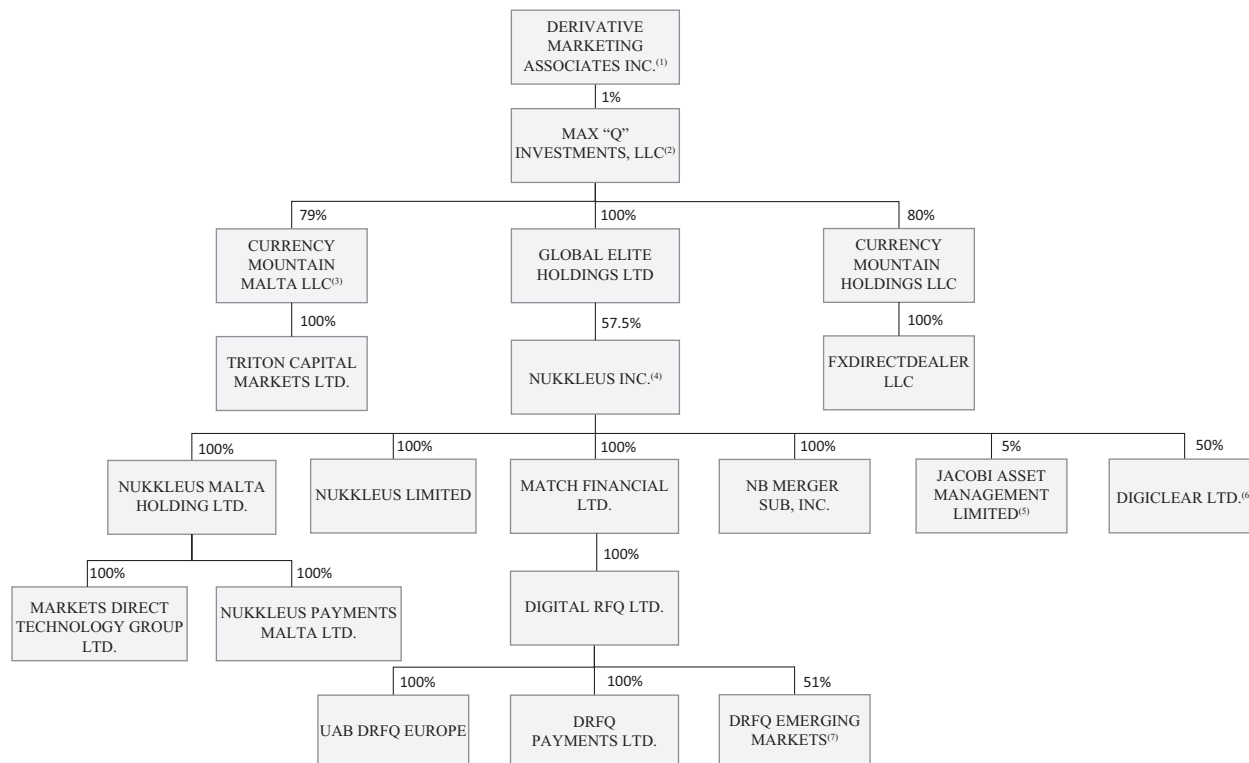 DERIVATIVE
MARKETING
ASSOCIATES INC.(1)
1%
MAX “Q”
INVESTMENTS, LLC(2)
79%
100%
80%
CURRENCY
MOUNTAIN
MALTA LLC(3)
GLOBAL ELITE
HOLDINGS LTD
CURRENCY
MOUNTAIN
HOLDINGS LLC
100%
57.5%
100%
TRITON CAPITAL
MARKETS LTD.
NUKKLEUS INC.(4)
FXDIRECTDEALER
LLC
100%
100%
100%
100%
5%
50%
NUKKLEUS MALTA
HOLDING LTD.
NUKKLEUS LIMITED
MATCH FINANCIAL
LTD.
NB MERGER
SUB, INC.
JACOBI ASSET
MANAGEMENT
LIMITED(5)
DIGICLEAR LTD.(6)
100%
100%
100%
MARKETS DIRECT
TECHNOLOGY GROUP
LTD.
NUKKLEUS PAYMENTS
MALTA LTD.
DIGITAL RFQ LTD.
100%
100%
51%
UAB DRFQ EUROPE
DRFQ
PAYMENTS LTD.
DRFQ EMERGING
MARKETS(7)